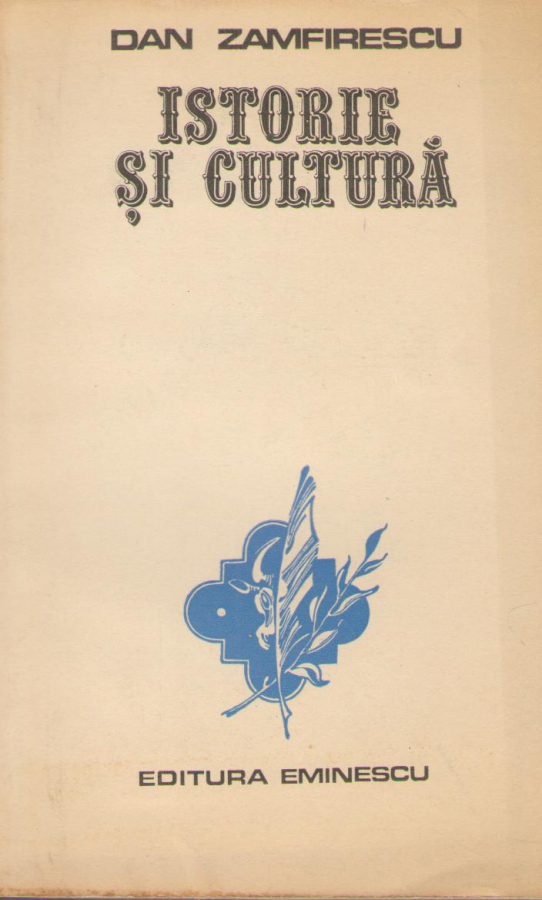 DAN ZAMFIRESCU
ISTORIE
ȘI CULTURĂ
EDITURA EMINESCU